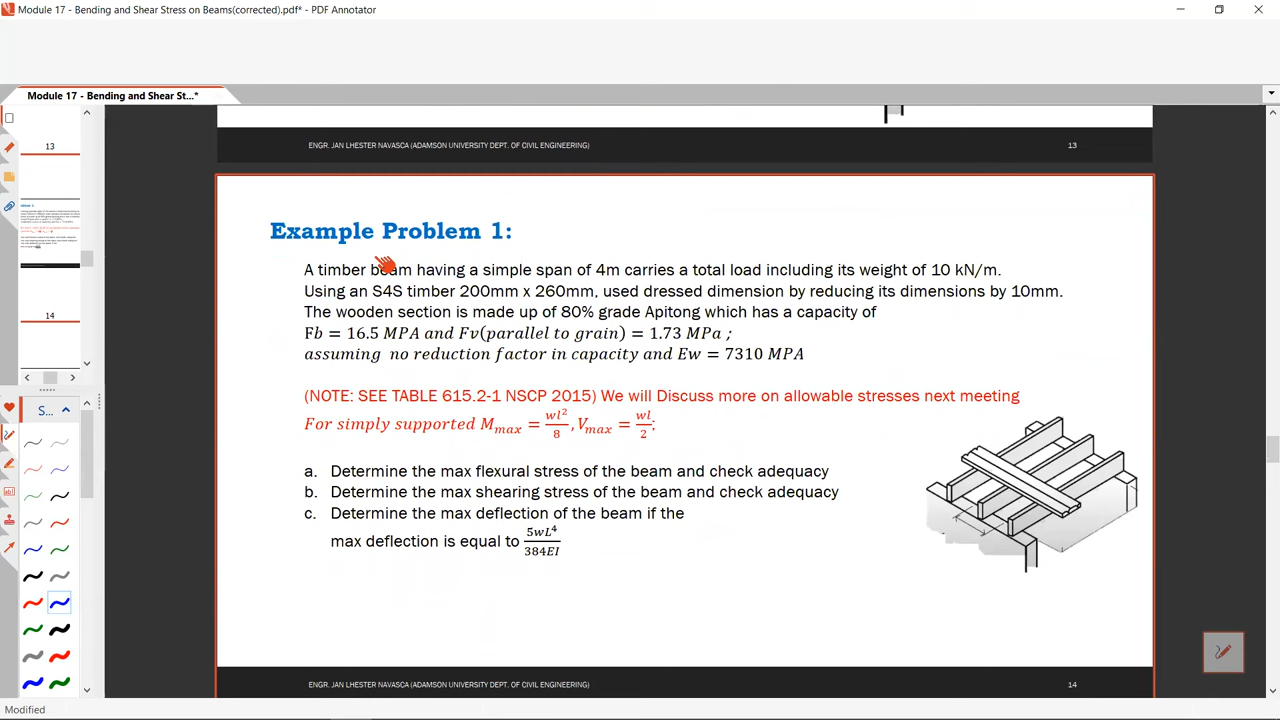 Module 17 - Bending and Shear Stress on Beams(corrected).pdf* - PDF Annotator
Module 17 - Bending and Shear St...*
13
14
S...
Modified
ENGR. JAN LHESTER NAVASCA (ADAMSON UNIVERSITY DEPT. OF CIVIL ENGINEERING) 13
Example Problem 1:
A timber beam having a simple span of 4m carries a total load including its weight of 10 kN/m.
Using an S4S timber 200mm x 260mm, used dressed dimension by reducing its dimensions by 10mm.
The wooden section is made up of 80% grade Apitong which has a capacity of
Fb = 16.5 MPA and Fv(parallel to grain) = 1.73 MPa ;
assuming no reduction factor in capacity and Ew = 7310 MPA
(NOTE: SEE TABLE 615.2-1 NSCP 2015) We will Discuss more on allowable stresses next meeting
For simply supported M_max = wl²/8, V_max = wl/2;
a. Determine the max flexural stress of the beam and check adequacy
b. Determine the max shearing stress of the beam and check adequacy
c. Determine the max deflection of the beam if the
max deflection is equal to 5wL⁴/384EI
ENGR. JAN LHESTER NAVASCA (ADAMSON UNIVERSITY DEPT. OF CIVIL ENGINEERING) 14